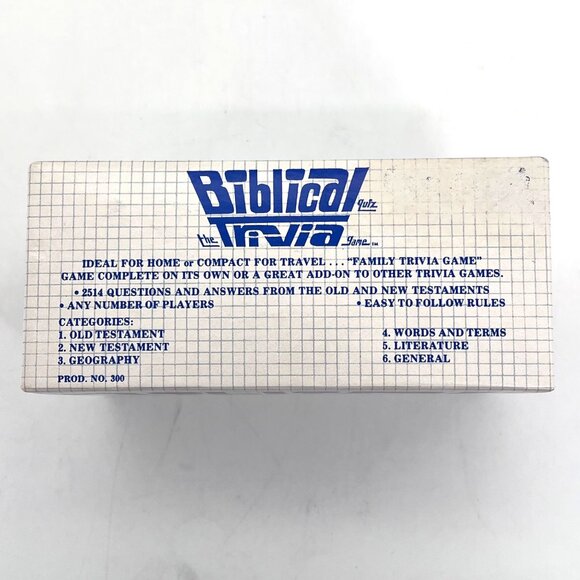 Biblical quiz
the Trivia game™
IDEAL FOR HOME or COMPACT FOR TRAVEL . . . "FAMILY TRIVIA GAME"
GAME COMPLETE ON ITS OWN OR A GREAT ADD-ON TO OTHER TRIVIA GAMES.
• 2514 QUESTIONS AND ANSWERS FROM THE OLD AND NEW TESTAMENTS
• ANY NUMBER OF PLAYERS • EASY TO FOLLOW RULES
CATEGORIES:
1. OLD TESTAMENT
2. NEW TESTAMENT
3. GEOGRAPHY
4. WORDS AND TERMS
5. LITERATURE
6. GENERAL
PROD. NO. 300